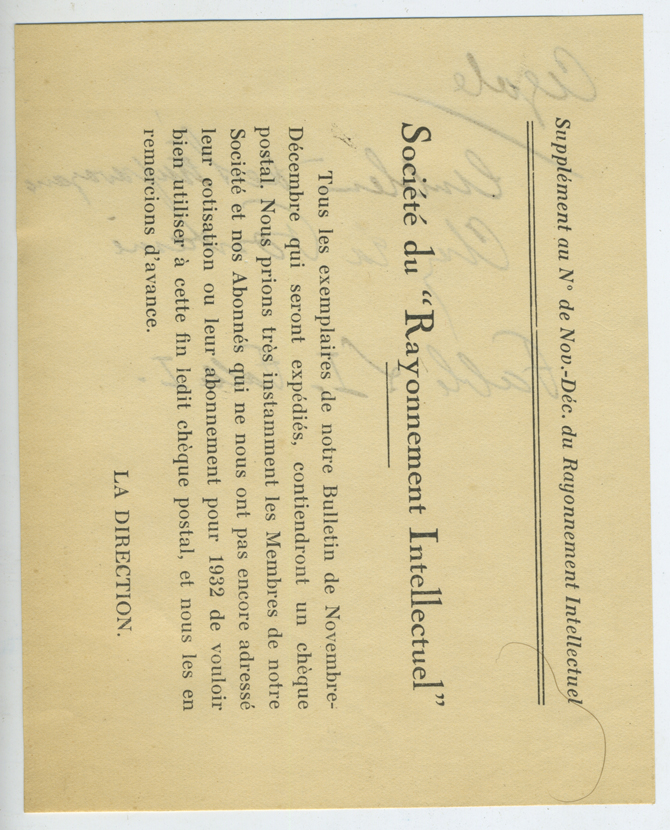 Supplément au N° de Nov.-Déc. du Rayonnement Intellectuel
Société du “Rayonnement Intellectuel”
Tous les exemplaires de notre Bulletin de Novembre-
Décembre qui seront expédiés, contiendront un chèque
postal. Nous prions très instamment les Membres de notre
Société et nos Abonnés qui ne nous ont pas encore adressé
leur cotisation ou leur abonnement pour 1932 de vouloir
bien utiliser à cette fin ledit chèque postal, et nous les en
remercions d'avance.
LA DIRECTION.